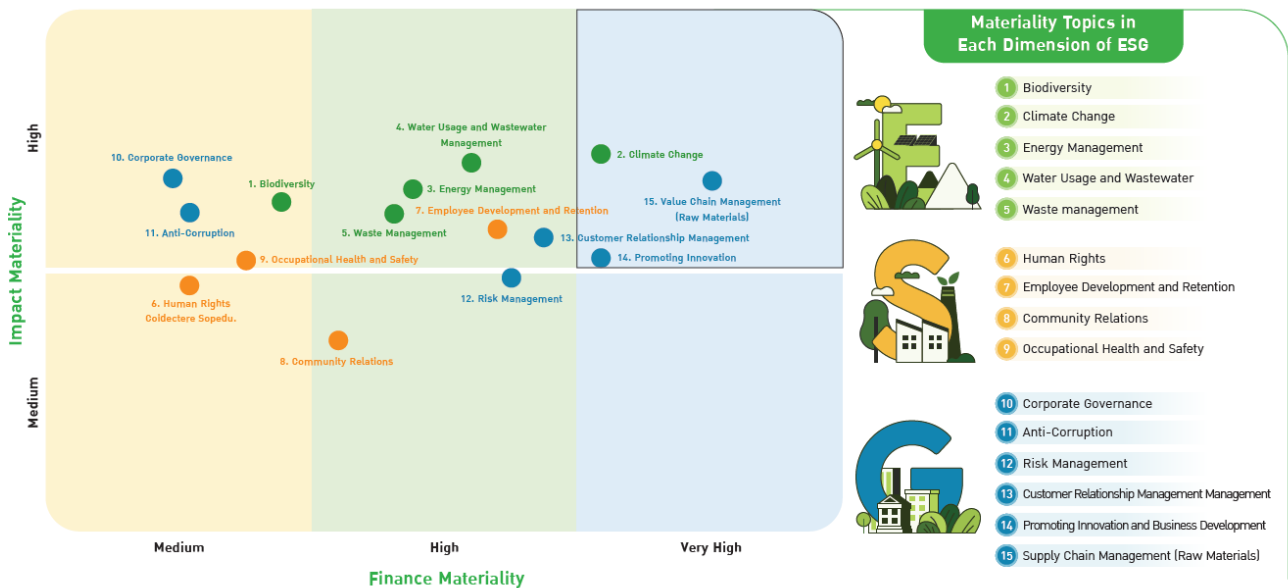 Impact Materiality
High
Medium
4. Water Usage and Wastewater
Management
10. Corporate Governance
2. Climate Change
1. Biodiversity
3. Energy Management
7. Employee Development and Retention
15. Value Chain Management
(Raw Materials)
11. Anti-Corruption
5. Waste Management
13. Customer Relationship Management
9. Occupational Health and Safety
14. Promoting Innovation
6. Human Rights
Coldectere Sopedu.
12. Risk Management
8. Community Relations
Medium
High
Very High
Finance Materiality
Materiality Topics in
Each Dimension of ESG
E
1 Biodiversity
2 Climate Change
3 Energy Management
4 Water Usage and Wastewater
5 Waste management
S
6 Human Rights
7 Employee Development and Retention
8 Community Relations
9 Occupational Health and Safety
G
10 Corporate Governance
11 Anti-Corruption
12 Risk Management
13 Customer Relationship Management Management
14 Promoting Innovation and Business Development
15 Supply Chain Management (Raw Materials)